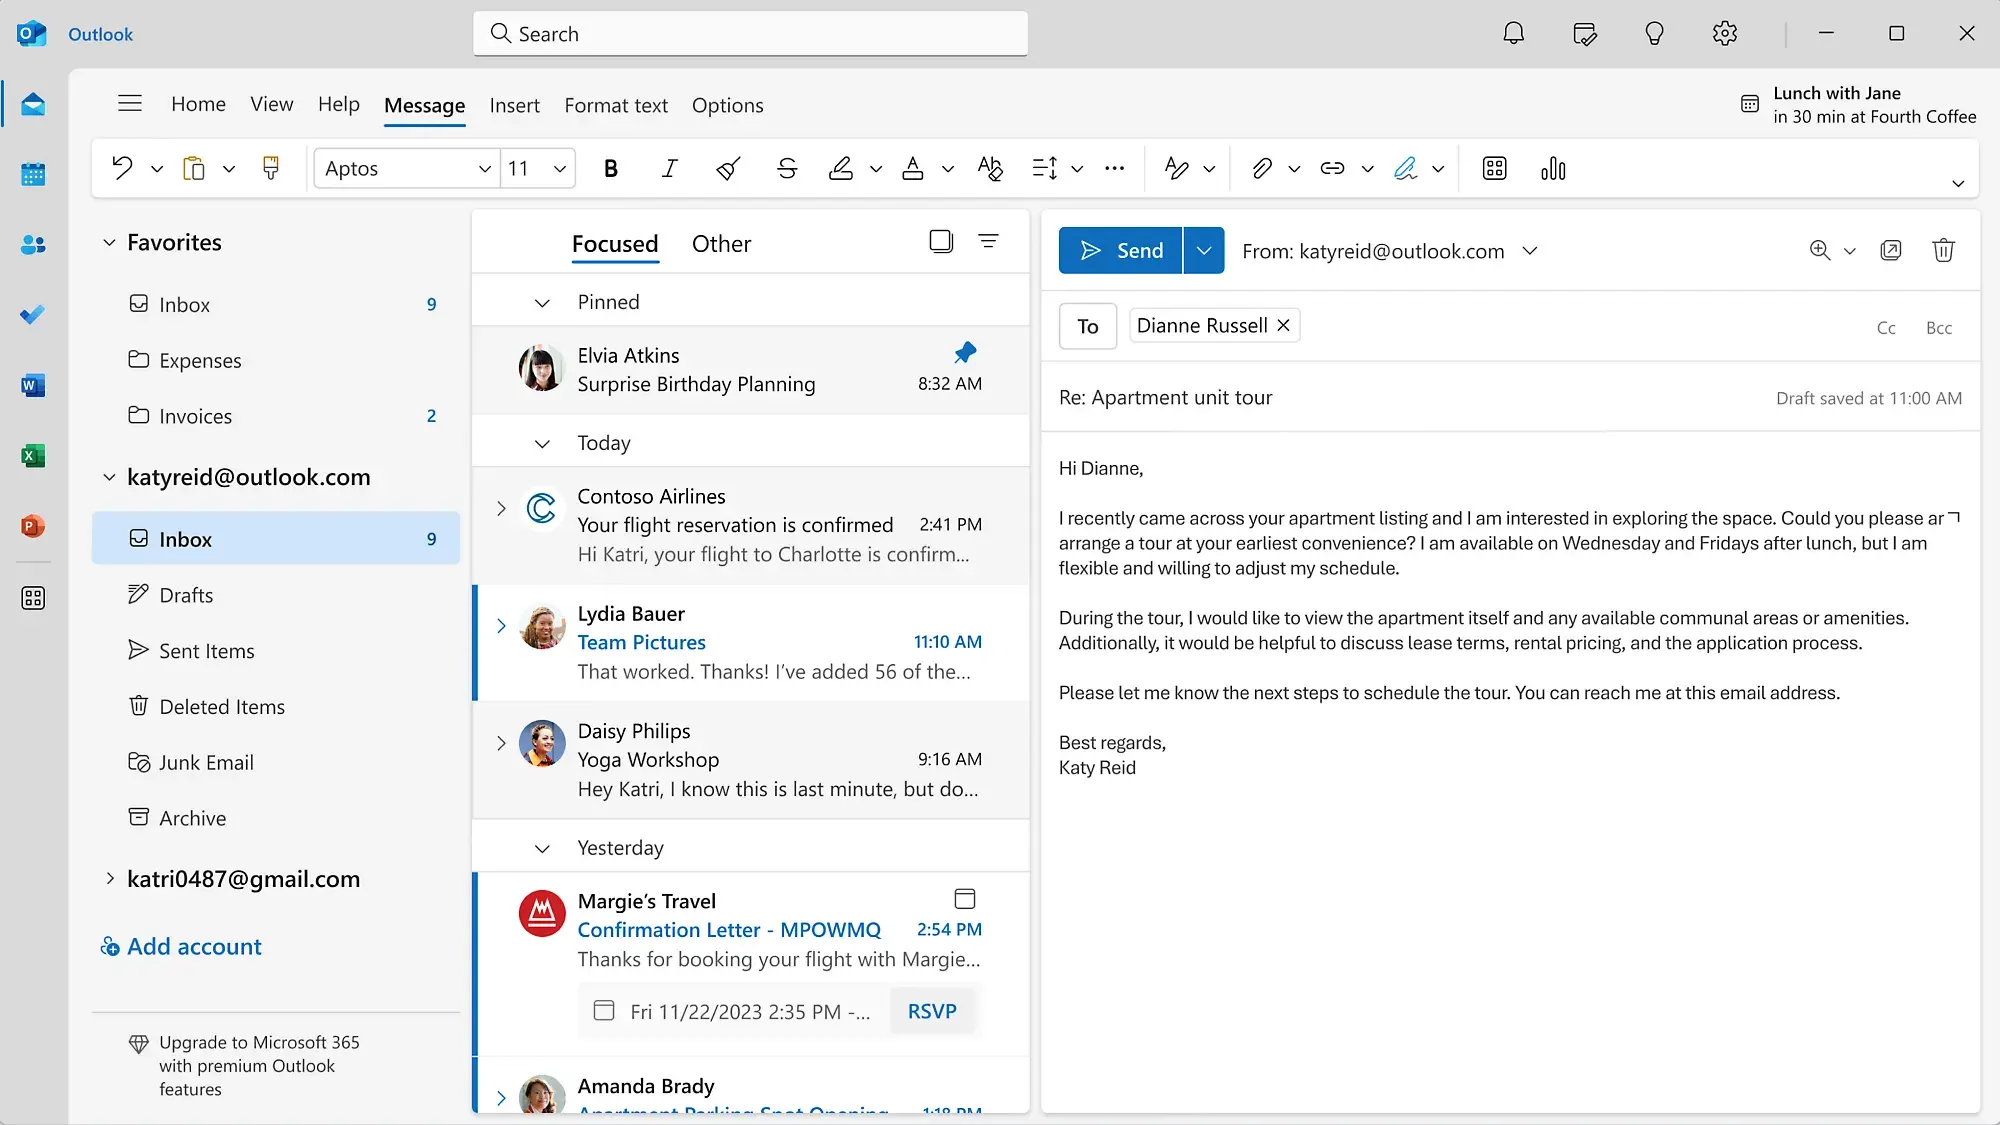 Outlook
Search
Home View Help Message Insert Format text Options
Lunch with Jane
in 30 min at Fourth Coffee
Aptos 11
Favorites
Inbox 9
Expenses
Invoices 2
katyreid@outlook.com
Inbox 9
Drafts
Sent Items
Deleted Items
Junk Email
Archive
katri0487@gmail.com
Add account
Upgrade to Microsoft 365
with premium Outlook
features
Focused Other
Pinned
Elvia Atkins
Surprise Birthday Planning 8:32 AM
Today
Contoso Airlines
Your flight reservation is confirmed 2:41 PM
Hi Katri, your flight to Charlotte is confirm...
Lydia Bauer
Team Pictures 11:10 AM
That worked. Thanks! I've added 56 of the...
Daisy Philips
Yoga Workshop 9:16 AM
Hey Katri, I know this is last minute, but do...
Yesterday
Margie's Travel
Confirmation Letter - MPOWMQ 2:54 PM
Thanks for booking your flight with Margie...
Fri 11/22/2023 2:35 PM -... RSVP
Amanda Brady
Apartment Parking Spot Opening 1:18 PM
Send From: katyreid@outlook.com
To Dianne Russell Cc Bcc
Re: Apartment unit tour Draft saved at 11:00 AM
Hi Dianne,
I recently came across your apartment listing and I am interested in exploring the space. Could you please ar
arrange a tour at your earliest convenience? I am available on Wednesday and Fridays after lunch, but I am
flexible and willing to adjust my schedule.
During the tour, I would like to view the apartment itself and any available communal areas or amenities.
Additionally, it would be helpful to discuss lease terms, rental pricing, and the application process.
Please let me know the next steps to schedule the tour. You can reach me at this email address.
Best regards,
Katy Reid